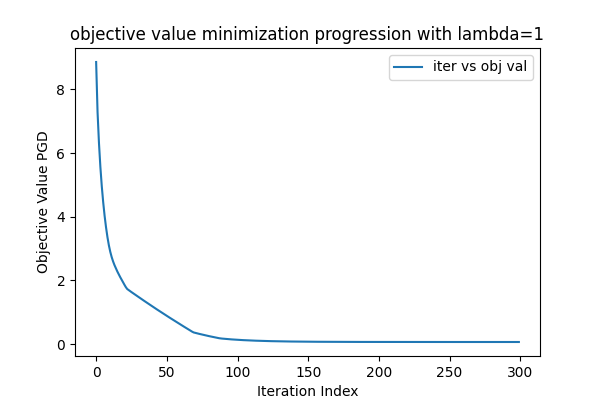 objective value minimization progression with lambda=1
iter vs obj val
Objective Value PGD
8
6
4
2
0
0 50 100 150 200 250 300
Iteration Index